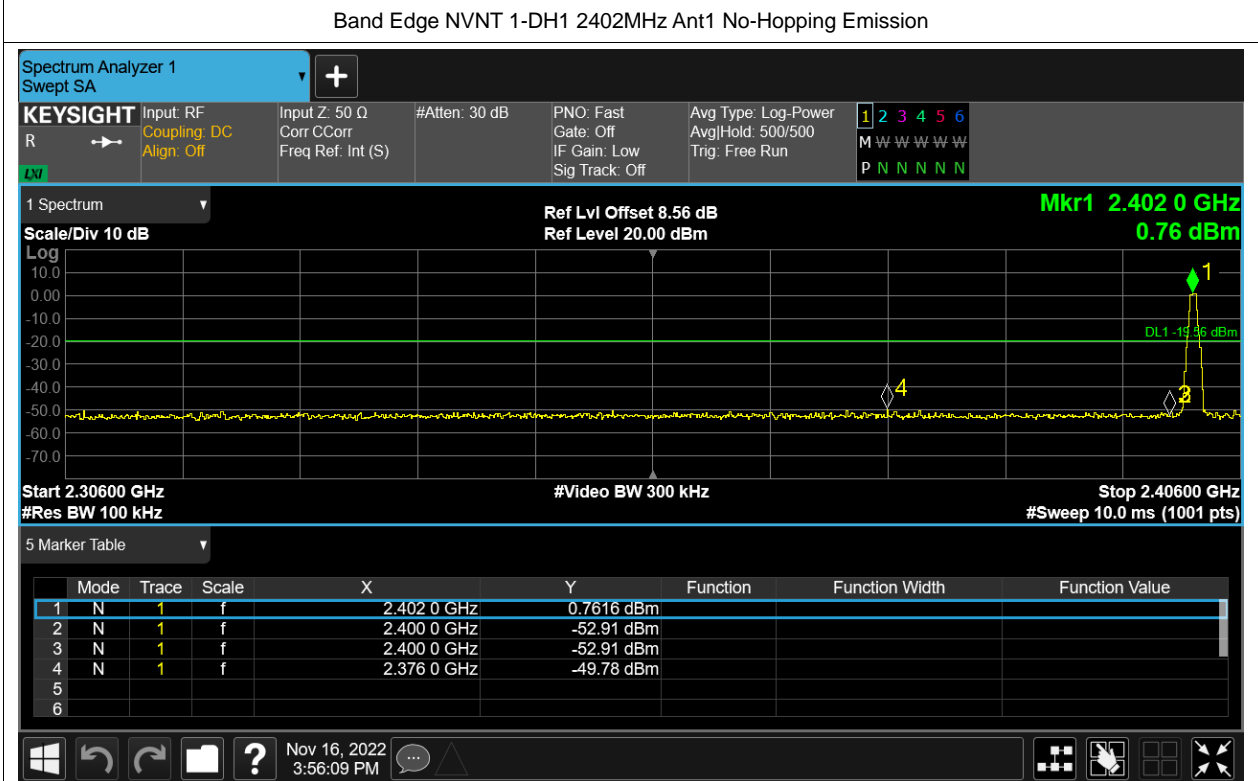 Band Edge NVNT 1-DH1 2402MHz Ant1 No-Hopping Emission
Spectrum Analyzer 1
Swept SA
KEYSIGHT
R
LXI
Input: RF
Coupling: DC
Align: Off
Input Z: 50 Ω
Corr CCorr
Freq Ref: Int (S)
#Atten: 30 dB
PNO: Fast
Gate: Off
IF Gain: Low
Sig Track: Off
Avg Type: Log-Power
Avg|Hold: 500/500
Trig: Free Run
1 2 3 4 5 6
M W W W W W
P N N N N N
1 Spectrum
Scale/Div 10 dB
Ref Lvl Offset 8.56 dB
Ref Level 20.00 dBm
Mkr1 2.402 0 GHz
0.76 dBm
Log
10.0
0.00
-10.0
-20.0
-30.0
-40.0
-50.0
-60.0
-70.0
1
DL1 -19.56 dBm
4
Start 2.30600 GHz
#Res BW 100 kHz
#Video BW 300 kHz
Stop 2.40600 GHz
#Sweep 10.0 ms (1001 pts)
5 Marker Table
Mode Trace Scale X Y Function Function Width Function Value
1 N 1 f 2.402 0 GHz 0.7616 dBm
2 N 1 f 2.400 0 GHz -52.91 dBm
3 N 1 f 2.400 0 GHz -52.91 dBm
4 N 1 f 2.376 0 GHz -49.78 dBm
5
6
?
Nov 16, 2022
3:56:09 PM